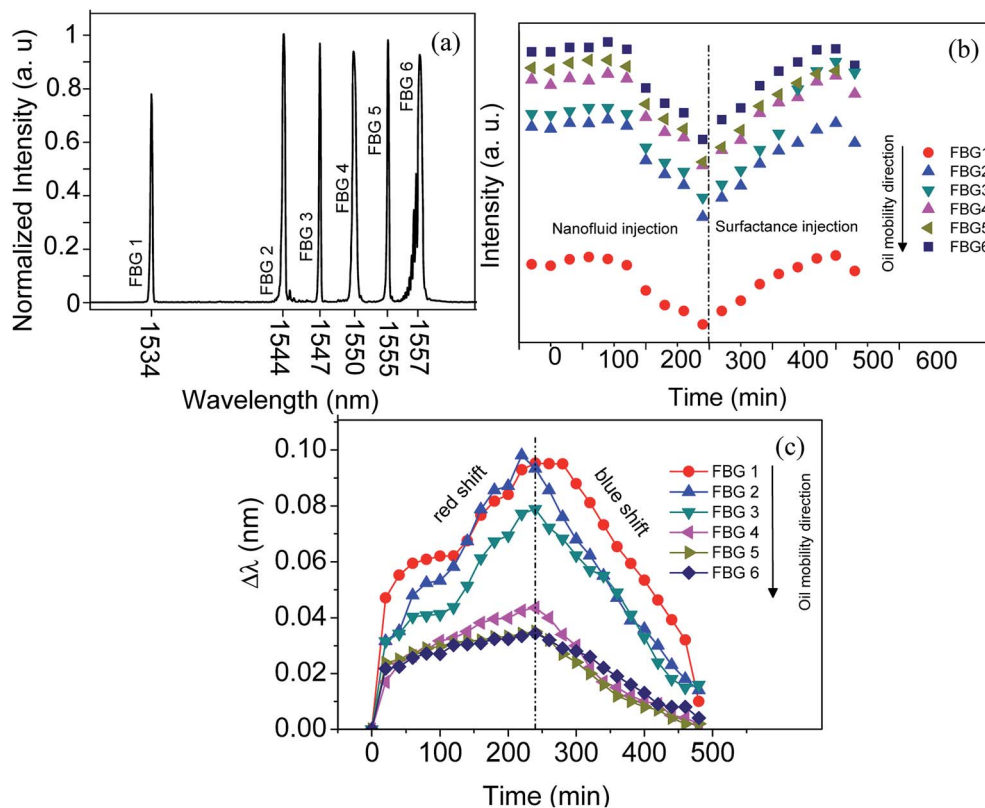 (a)
Normalized Intensity (a. u)
1
0.8
0.6
0.4
0.2
0
FBG 1
FBG 2
FBG 3
FBG 4
FBG 5
FBG 6
1534
1544
1547
1550
1555
1557
Wavelength (nm)
(b)
Intensity (a. u.)
Nanofluid injection
Surfactance injection
FBG1
FBG2
FBG3
FBG4
FBG5
FBG6
Oil mobility direction
0 100 200 300 400 500 600
Time (min)
(c)
Δλ (nm)
0.10
0.08
0.06
0.04
0.02
0.00
red shift
blue shift
FBG 1
FBG 2
FBG 3
FBG 4
FBG 5
FBG 6
Oil mobility direction
0 100 200 300 400 500
Time (min)